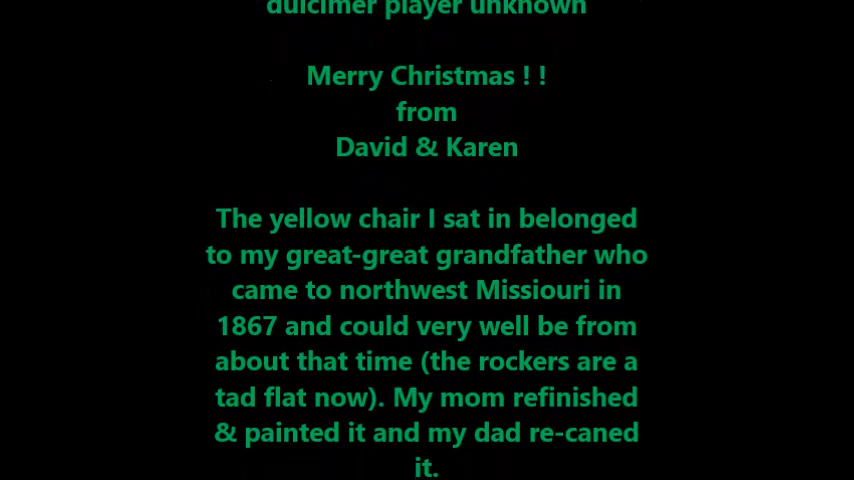 dulcimer player unknown
Merry Christmas ! !
from
David & Karen
The yellow chair I sat in belonged
to my great-great grandfather who
came to northwest Missiouri in
1867 and could very well be from
about that time (the rockers are a
tad flat now). My mom refinished
& painted it and my dad re-caned
it.